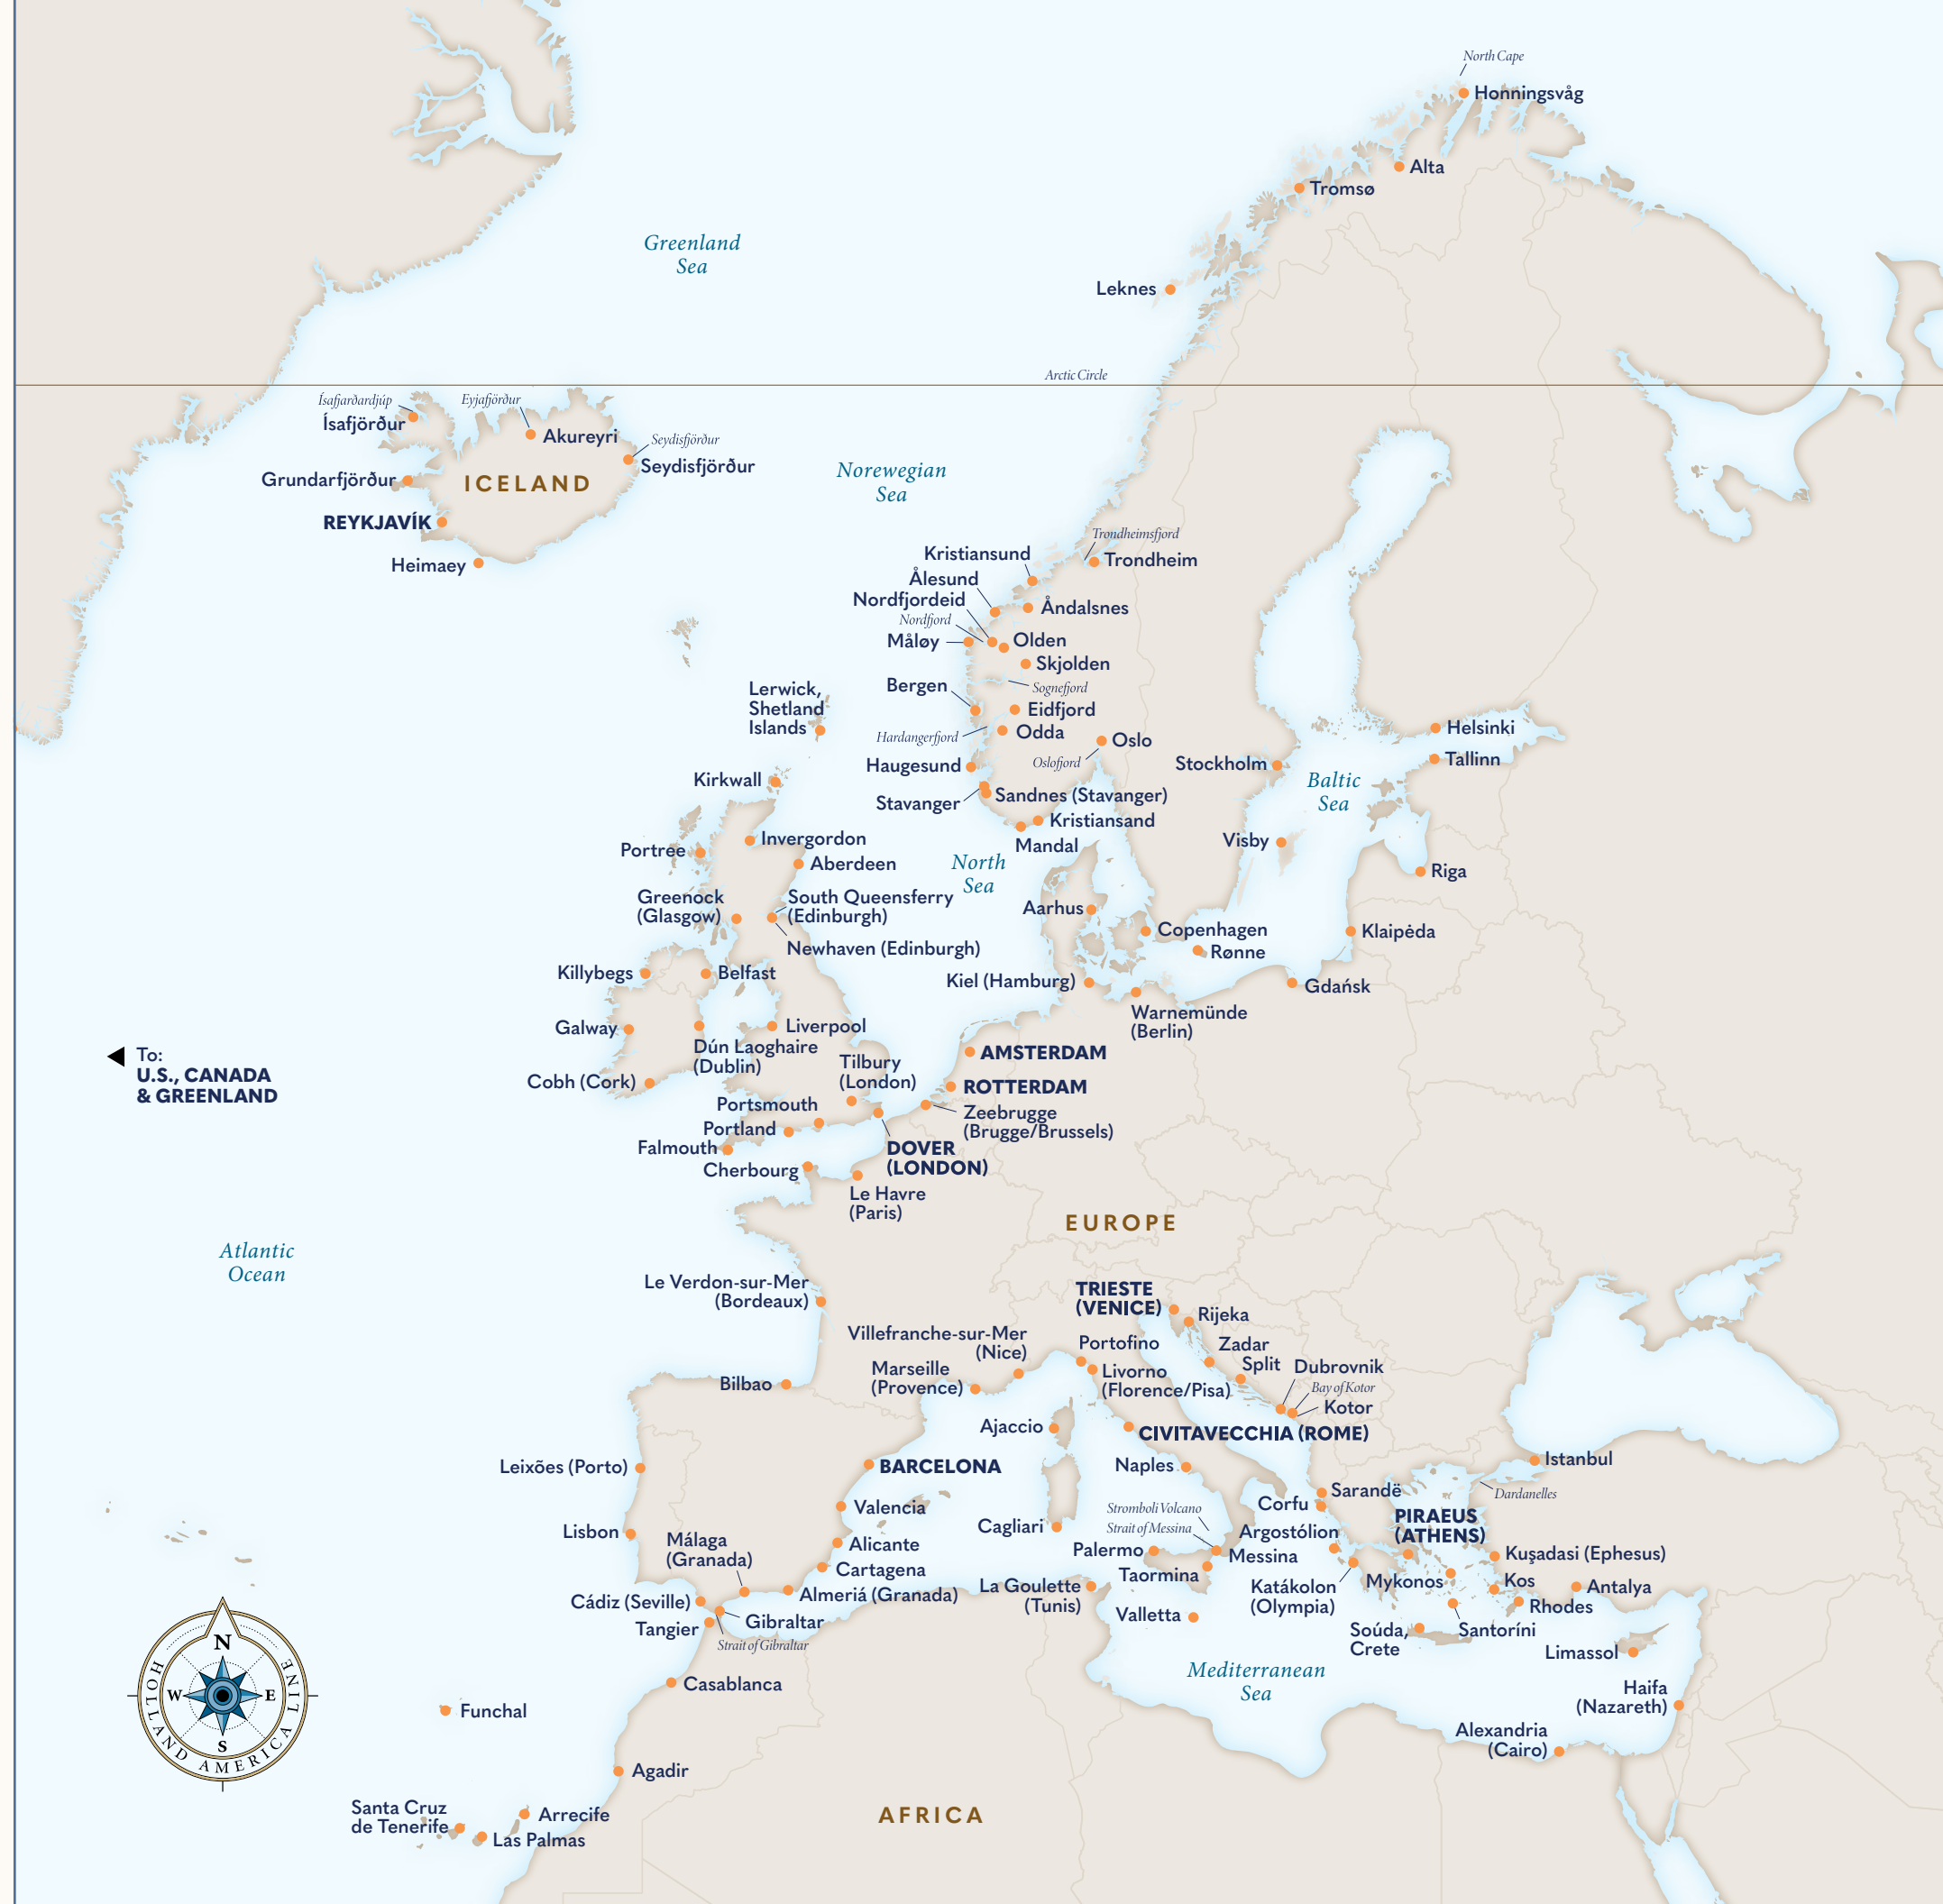 North Cape
Honningsvåg
Alta
Tromsø
Greenland
Sea
Leknes
Arctic Circle
Ísafjarðardjúp
Ísafjörður
Eyjafjörður
Akureyri
Seydisfjörður
Seydisfjörður
Grundarfjörður
ICELAND
REYKJAVÍK
Heimaey
Norewegian
Sea
Trondheimsfjord
Trondheim
Kristiansund
Ålesund
Nordfjordeid
Nordfjord
Åndalsnes
Måløy
Olden
Skjolden
Sognefjord
Bergen
Eidfjord
Hardangerfjord
Odda
Oslo
Oslofjord
Haugesund
Stavanger
Sandnes (Stavanger)
Kristiansand
Mandal
Lerwick,
Shetland
Islands
Kirkwall
Invergordon
Portree
Aberdeen
North
Sea
Greenock
(Glasgow)
South Queensferry
(Edinburgh)
Newhaven (Edinburgh)
Helsinki
Tallinn
Stockholm
Baltic
Sea
Visby
Riga
Aarhus
Copenhagen
Rønne
Klaipėda
Kiel (Hamburg)
Gdańsk
Warnemünde
(Berlin)
Killybegs
Belfast
Galway
Liverpool
Dún Laoghaire
(Dublin)
Cobh (Cork)
Tilbury
(London)
AMSTERDAM
ROTTERDAM
Zeebrugge
(Brugge/Brussels)
Portsmouth
Portland
Falmouth
DOVER
(LONDON)
Cherbourg
Le Havre
(Paris)
To:
U.S., CANADA
& GREENLAND
Atlantic
Ocean
EUROPE
Le Verdon-sur-Mer
(Bordeaux)
TRIESTE
(VENICE)
Rijeka
Villefranche-sur-Mer
(Nice)
Portofino
Zadar
Split
Dubrovnik
Bay of Kotor
Kotor
Marseille
(Provence)
Livorno
(Florence/Pisa)
Bilbao
Ajaccio
CIVITAVECCHIA (ROME)
Leixões (Porto)
BARCELONA
Naples
Istanbul
Dardanelles
Sarandë
Corfu
Valencia
Stromboli Volcano
Strait of Messina
PIRAEUS
(ATHENS)
Lisbon
Málaga
(Granada)
Alicante
Cagliari
Argostólion
Palermo
Messina
Kuşadasi (Ephesus)
Cartagena
Taormina
Katákolon
(Olympia)
Mykonos
Kos
Antalya
Almeriá (Granada)
La Goulette
(Tunis)
Rhodes
Cádiz (Seville)
Gibraltar
Tangier
Strait of Gibraltar
Valletta
Soúda,
Crete
Santoríni
Limassol
Mediterranean
Sea
Casablanca
Haifa
(Nazareth)
Funchal
Alexandria
(Cairo)
Agadir
Santa Cruz
de Tenerife
Arrecife
Las Palmas
AFRICA
N
W
E
S
HOLLAND AMERICA LINE